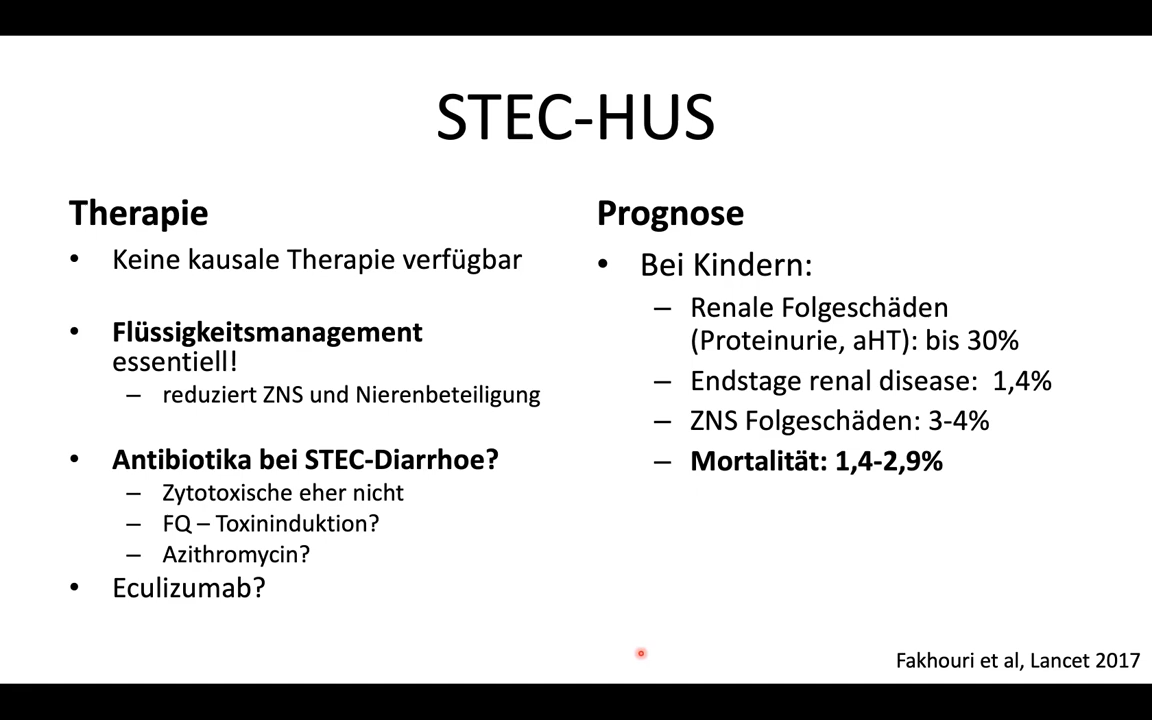 STEC-HUS
Therapie
• Keine kausale Therapie verfügbar
• Flüssigkeitsmanagement
essentiell!
– reduziert ZNS und Nierenbeteiligung
• Antibiotika bei STEC-Diarrhoe?
– Zytotoxische eher nicht
– FQ – Toxininduktion?
– Azithromycin?
• Eculizumab?
Prognose
• Bei Kindern:
– Renale Folgeschäden
(Proteinurie, aHT): bis 30%
– Endstage renal disease: 1,4%
– ZNS Folgeschäden: 3-4%
– Mortalität: 1,4-2,9%
Fakhouri et al, Lancet 2017